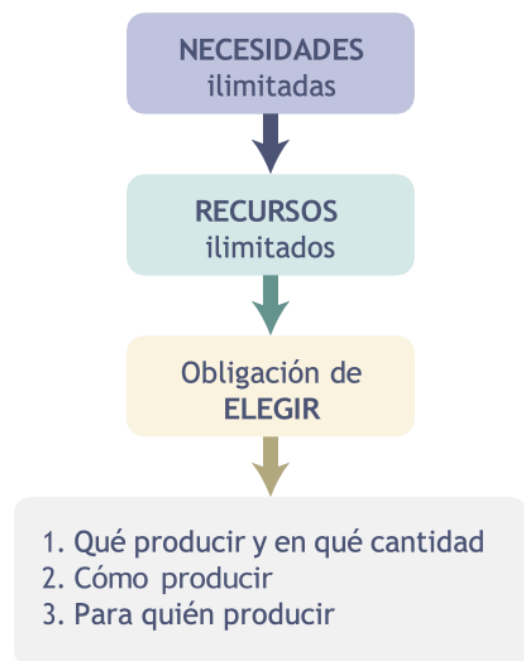 NECESIDADES
ilimitadas
RECURSOS
ilimitados
Obligación de
ELEGIR
1. Qué producir y en qué cantidad
2. Cómo producir
3. Para quién producir